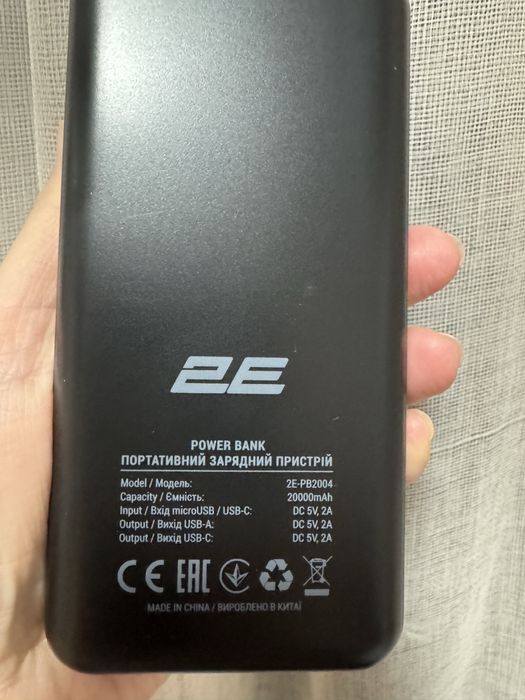 2E
POWER BANK
ПОРТАТИВНИЙ ЗАРЯДНИЙ ПРИСТРІЙ
Model / Модель: 2E-PB2004
Capacity / Ємність: 20000mAh
Input / Вхід microUSB / USB-C: DC 5V, 2A
Output / Вихід USB-A: DC 5V, 2A
Output / Вихід USB-C: DC 5V, 2A
CE EAC
MADE IN CHINA / ВИРОБЛЕНО В КИТАЇ